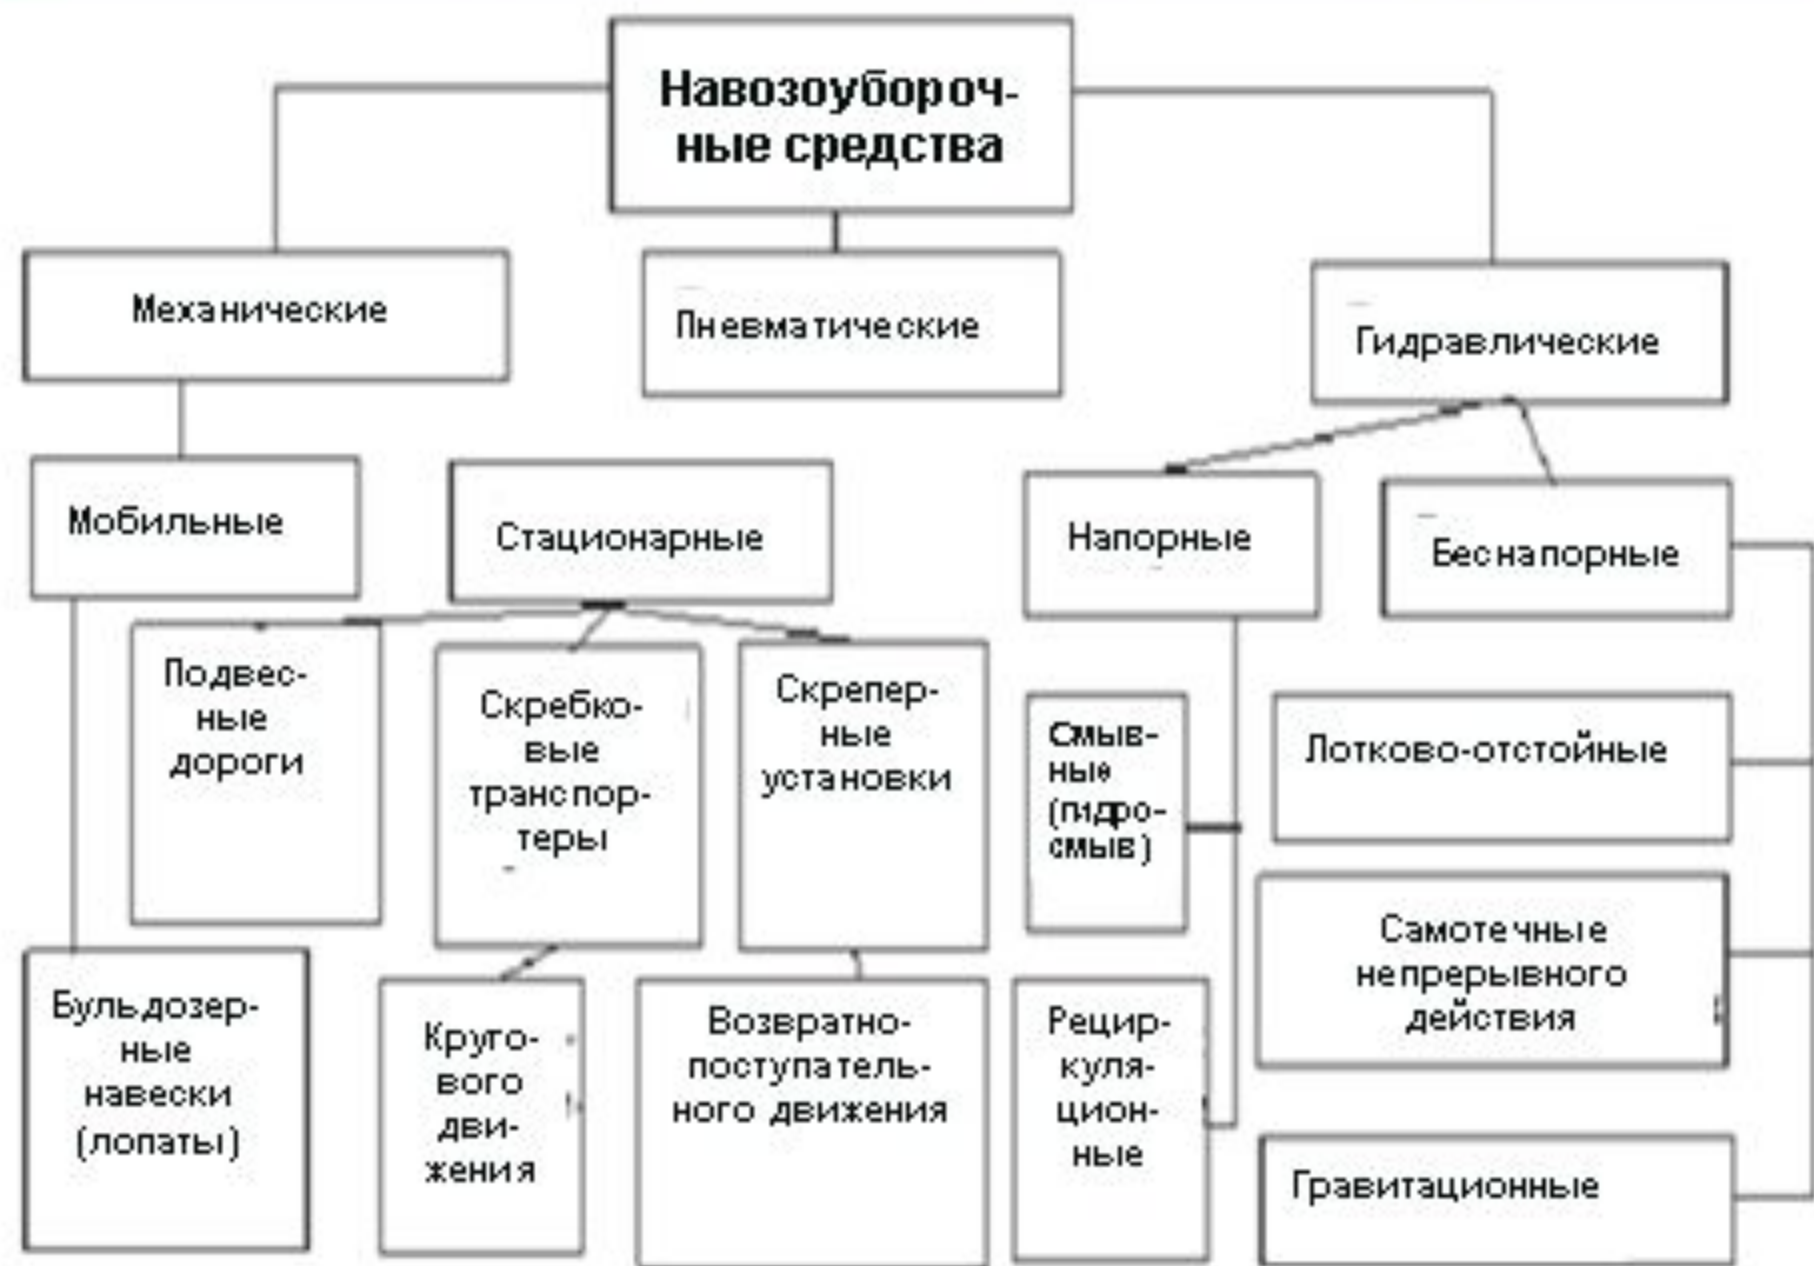 Навозоубороч-
ные средства
Механические
Пневматические
Гидравлические
Мобильные
Стационарные
Напорные
Беснапорные
Подвес-
ные
дороги
Скребко-
вые
транспор-
теры
Скрепер-
ные
установки
Смыв-
ные
(гидро-
смыв)
Лотково-отстойные
Самотечные
непрерывного
действия
Бульдозер-
ные
навески
(лопаты)
Круго-
вого
дви-
жения
Возвратно-
поступатель-
ного движения
Рецир-
куля-
цион-
ные
Гравитационные